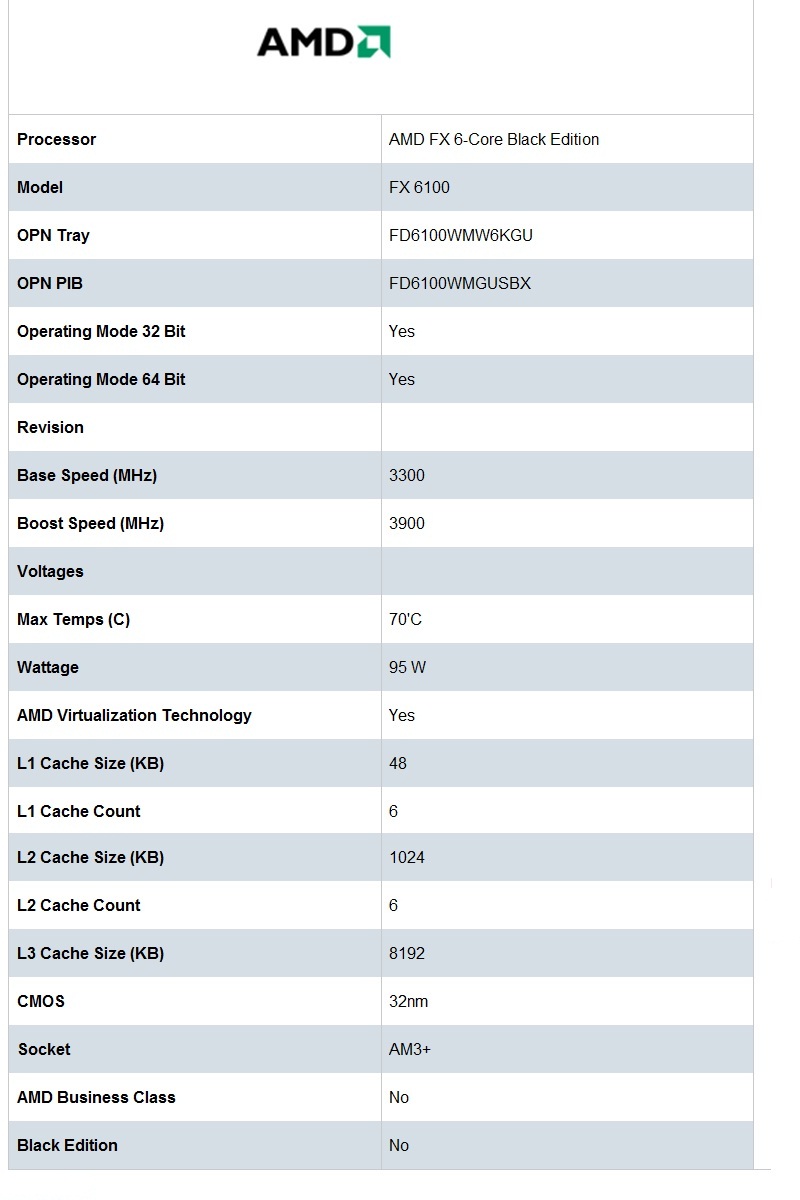 AMD
Processor AMD FX 6-Core Black Edition
Model FX 6100
OPN Tray FD6100WMW6KGU
OPN PIB FD6100WMGUSBX
Operating Mode 32 Bit Yes
Operating Mode 64 Bit Yes
Revision
Base Speed (MHz) 3300
Boost Speed (MHz) 3900
Voltages
Max Temps (C) 70'C
Wattage 95 W
AMD Virtualization Technology Yes
L1 Cache Size (KB) 48
L1 Cache Count 6
L2 Cache Size (KB) 1024
L2 Cache Count 6
L3 Cache Size (KB) 8192
CMOS 32nm
Socket AM3+
AMD Business Class No
Black Edition No